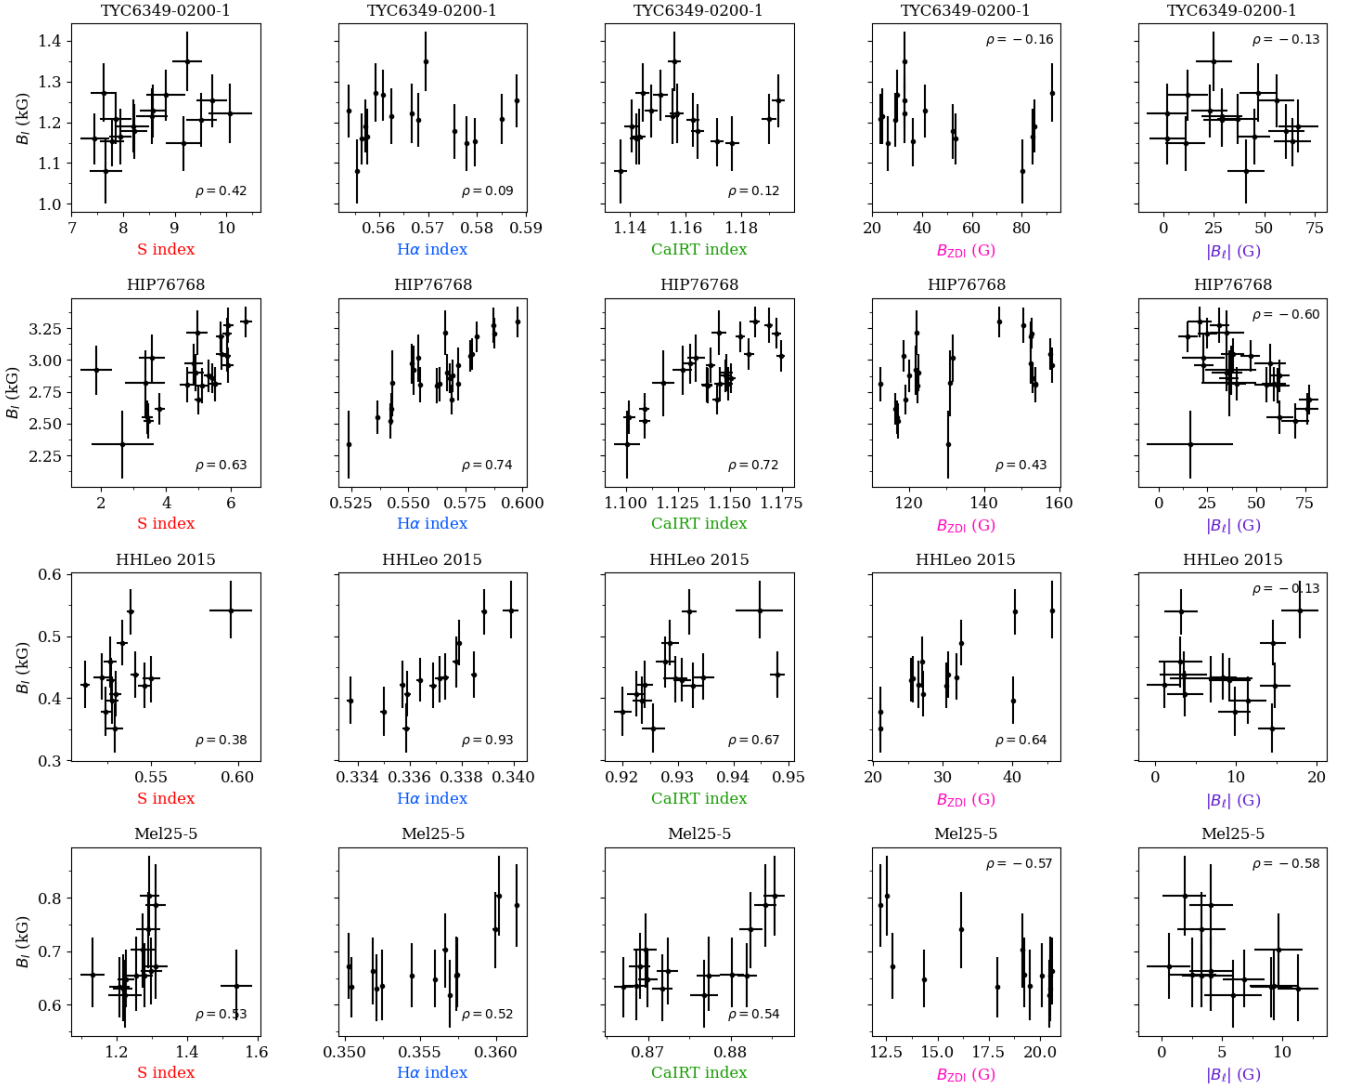 TYC6349-0200-1 TYC6349-0200-1 TYC6349-0200-1 TYC6349-0200-1 TYC6349-0200-1
B_I (kG)
1.4
1.3
1.2
1.1
1.0
ρ = 0.42 ρ = 0.09 ρ = 0.12 ρ = −0.16 ρ = −0.13
7 8 9 10 0.56 0.57 0.58 0.59 1.14 1.16 1.18 20 40 60 80 0 25 50 75
S index Hα index CaIRT index B_ZDI (G) |B_ℓ| (G)
HIP76768 HIP76768 HIP76768 HIP76768 HIP76768
B_I (kG)
3.25
3.00
2.75
2.50
2.25
ρ = 0.63 ρ = 0.74 ρ = 0.72 ρ = 0.43 ρ = −0.60
2 4 6 0.525 0.550 0.575 0.600 1.100 1.125 1.150 1.175 120 140 160 0 25 50 75
S index Hα index CaIRT index B_ZDI (G) |B_ℓ| (G)
HHLeo 2015 HHLeo 2015 HHLeo 2015 HHLeo 2015 HHLeo 2015
B_I (kG)
0.6
0.5
0.4
0.3
ρ = 0.38 ρ = 0.93 ρ = 0.67 ρ = 0.64 ρ = −0.13
0.55 0.60 0.334 0.336 0.338 0.340 0.92 0.93 0.94 0.95 20 30 40 0 10 20
S index Hα index CaIRT index B_ZDI (G) |B_ℓ| (G)
Mel25-5 Mel25-5 Mel25-5 Mel25-5 Mel25-5
B_I (kG)
0.8
0.7
0.6
ρ = 0.53 ρ = 0.52 ρ = 0.54 ρ = −0.57 ρ = −0.58
1.2 1.4 1.6 0.350 0.355 0.360 0.87 0.88 12.5 15.0 17.5 20.0 0 5 10
S index Hα index CaIRT index B_ZDI (G) |B_ℓ| (G)